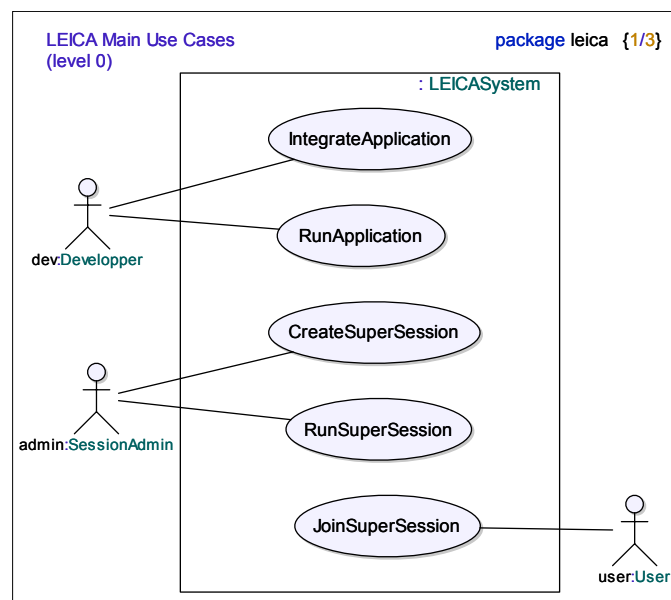 LEICA Main Use Cases
(level 0)
package leica {1/3}
: LEICASystem
IntegrateApplication
RunApplication
dev:Developper
CreateSuperSession
RunSuperSession
admin:SessionAdmin
JoinSuperSession
user:User